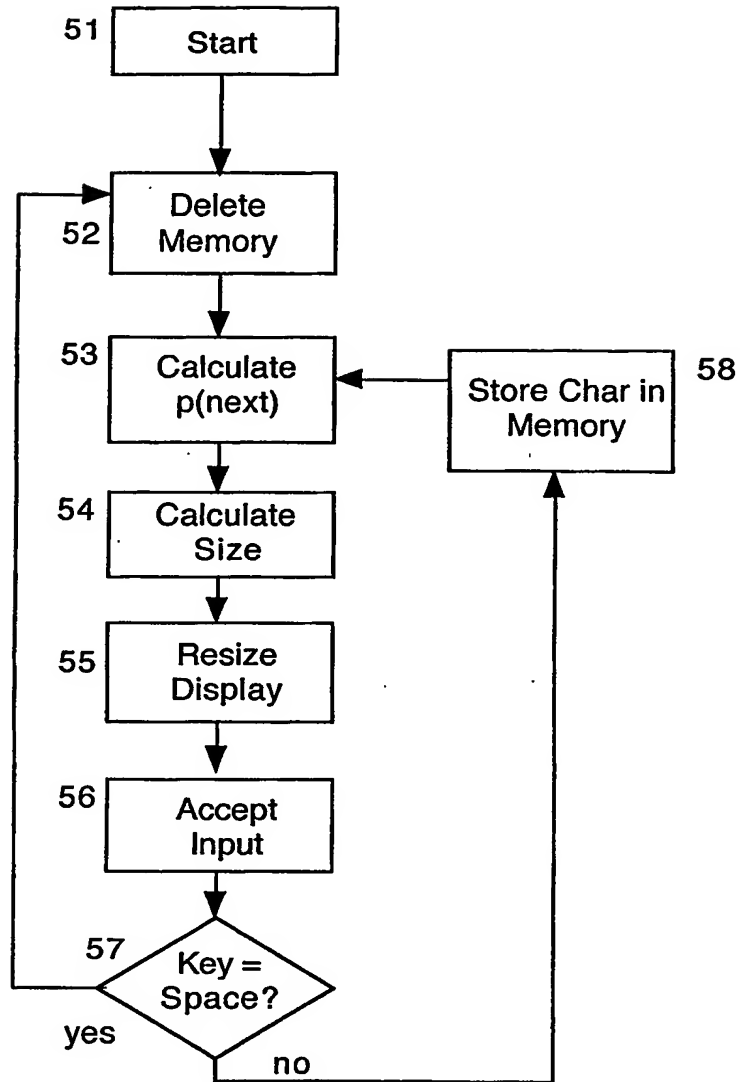 51
Start
52
Delete
Memory
53
Calculate
p(next)
58
Store Char in
Memory
54
Calculate
Size
55
Resize
Display
56
Accept
Input
57
Key =
Space?
yes
no